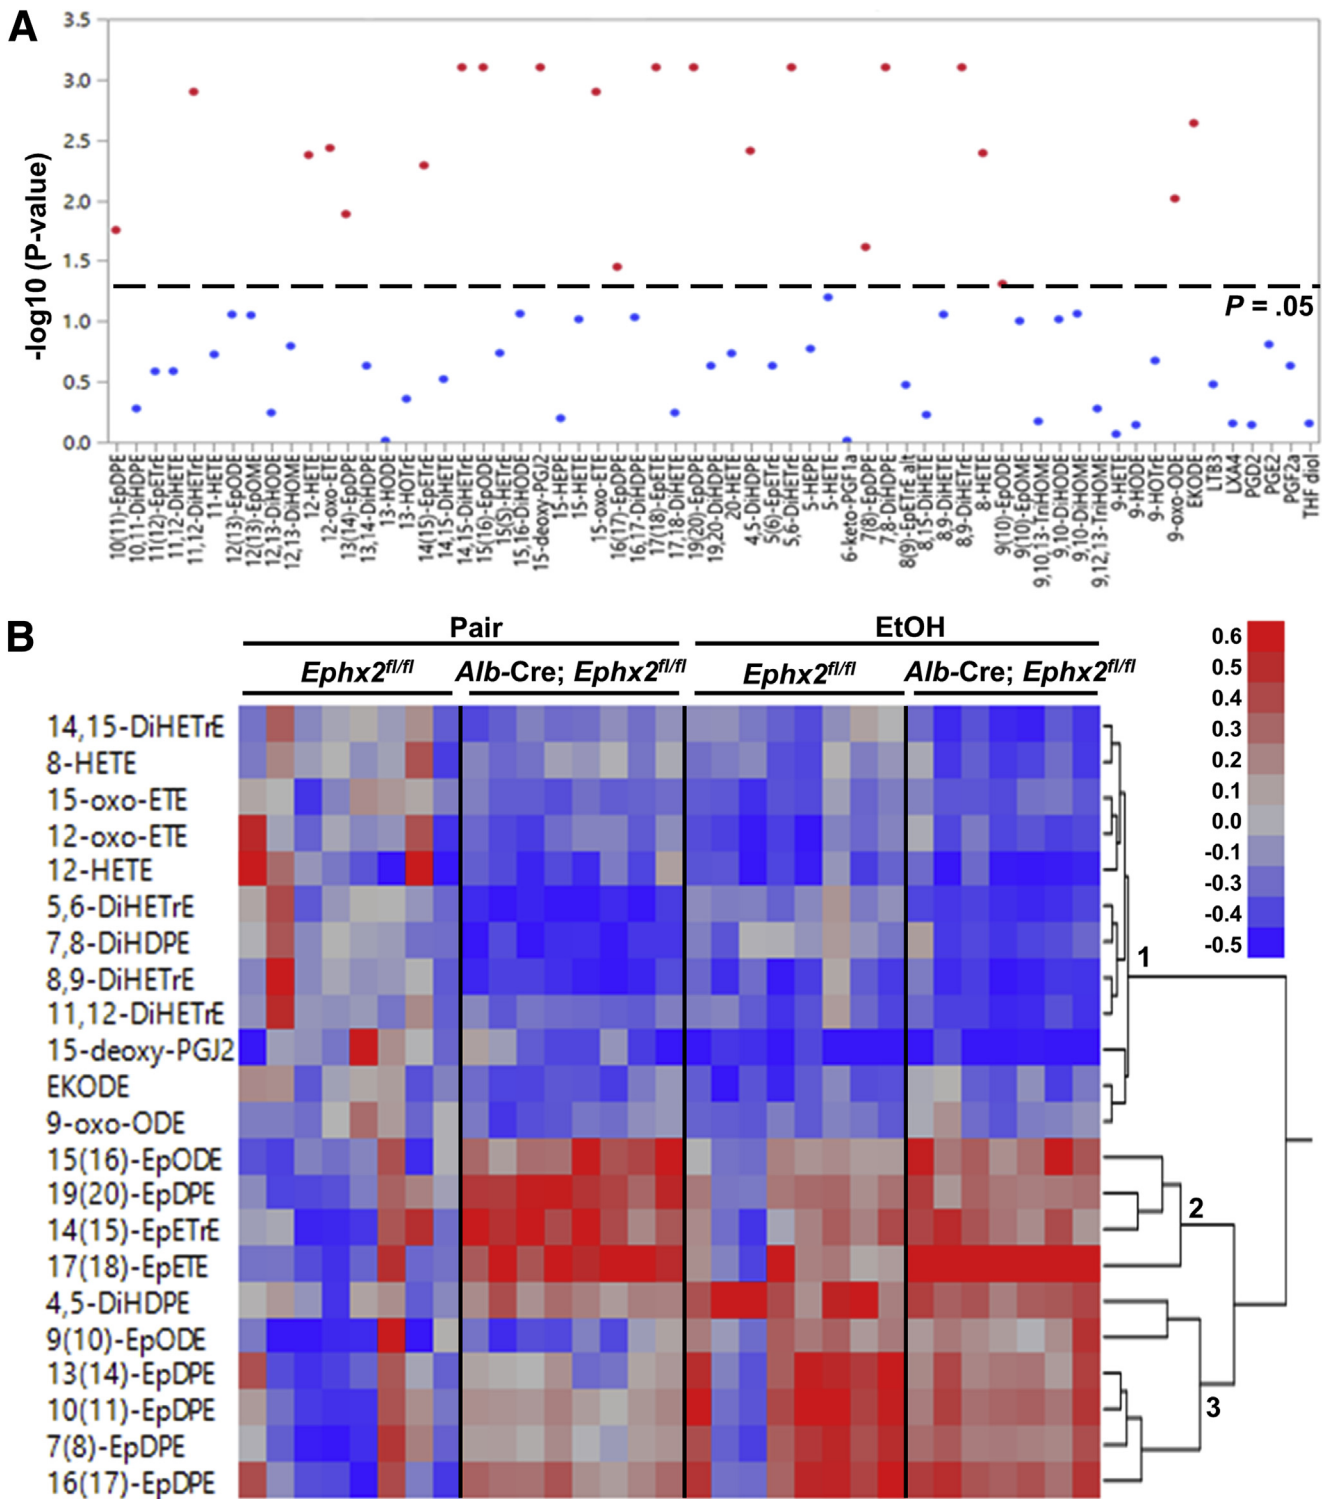 A
3.5
3.0
2.5
2.0
1.5
1.0
0.5
0.0
-log10 (P-value)
P = .05
10(11)-EpDPE
10,11-DiHDPE
11(12)-EpETrE
11,12-DiHETE
11,12-DiHETrE
11-HETE
12(13)-EpODE
12(13)-EpOME
12,13-DiHODE
12,13-DiHOME
12-HETE
12-oxo-ETE
13(14)-EpDPE
13,14-DiHDPE
13-HODE
13-HOTrE
14(15)-EpETrE
14,15-DiHETE
14,15-DiHETrE
15(16)-EpODE
15(S)-HETrE
15,16-DiHODE
15-deoxy-PGJ2
15-HEPE
15-HETE
15-oxo-ETE
16(17)-EpDPE
16,17-DiHDPE
17(18)-EpETE
17,18-DiHETE
19(20)-EpDPE
19,20-DiHDPE
20-HETE
4,5-DiHDPE
5(6)-EpETrE
5,6-DiHETrE
5-HEPE
5-HETE
6-keto-PGF1a
7(8)-EpDPE
7,8-DiHDPE
8(9)-EpETrE alt
8,15-DiHETE
8,9-DiHETE
8,9-DiHETrE
8-HETE
9(10)-EpODE
9(10)-EpOME
9,10,13-TriHOME
9,10-DiHODE
9,10-DiHOME
9,12,13-TriHOME
9-HETE
9-HODE
9-HOTrE
9-oxo-ODE
EKODE
LTB3
LXA4
PGD2
PGE2
PGF2a
THF diol
B
Pair
EtOH
Ephx2fl/fl
Alb-Cre; Ephx2fl/fl
Ephx2fl/fl
Alb-Cre; Ephx2fl/fl
14,15-DiHETrE
8-HETE
15-oxo-ETE
12-oxo-ETE
12-HETE
5,6-DiHETrE
7,8-DiHDPE
8,9-DiHETrE
11,12-DiHETrE
15-deoxy-PGJ2
EKODE
9-oxo-ODE
15(16)-EpODE
19(20)-EpDPE
14(15)-EpETrE
17(18)-EpETE
4,5-DiHDPE
9(10)-EpODE
13(14)-EpDPE
10(11)-EpDPE
7(8)-EpDPE
16(17)-EpDPE
1
2
3
0.6
0.5
0.4
0.3
0.2
0.1
0.0
-0.1
-0.3
-0.4
-0.5